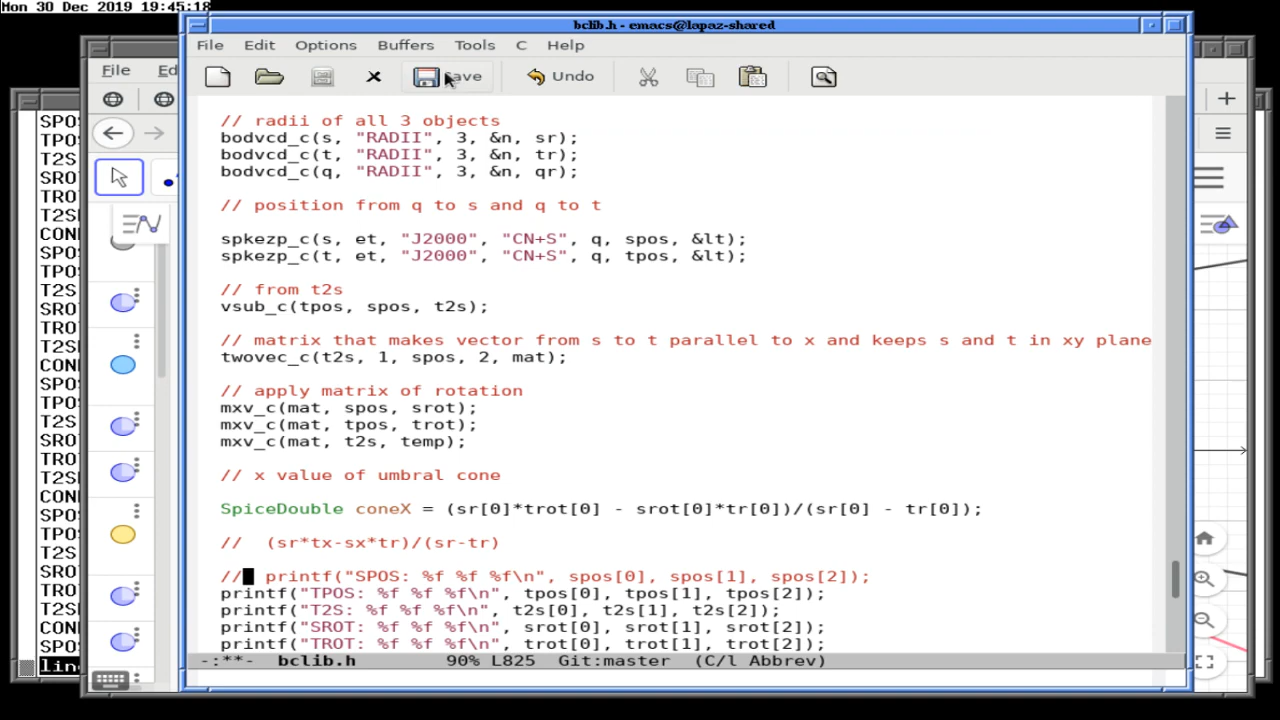 Mon 30 Dec 2019 19:45:18
bclib.h - emacs@lapaz-shared
File Edit Options Buffers Tools C Help
Undo
// radii of all 3 objects
bodvcd_c(s, "RADII", 3, &n, sr);
bodvcd_c(t, "RADII", 3, &n, tr);
bodvcd_c(q, "RADII", 3, &n, qr);
// position from q to s and q to t
spkezp_c(s, et, "J2000", "CN+S", q, spos, &lt);
spkezp_c(t, et, "J2000", "CN+S", q, tpos, &lt);
// from t2s
vsub_c(tpos, spos, t2s);
// matrix that makes vector from s to t parallel to x and keeps s and t in xy plane
twovec_c(t2s, 1, spos, 2, mat);
// apply matrix of rotation
mxv_c(mat, spos, srot);
mxv_c(mat, tpos, trot);
mxv_c(mat, t2s, temp);
// x value of umbral cone
SpiceDouble coneX = (sr[0]*trot[0] - srot[0]*tr[0])/(sr[0] - tr[0]);
//  (sr*tx-sx*tr)/(sr-tr)
//  printf("SPOS: %f %f %f\n", spos[0], spos[1], spos[2]);
printf("TPOS: %f %f %f\n", tpos[0], tpos[1], tpos[2]);
printf("T2S: %f %f %f\n", t2s[0], t2s[1], t2s[2]);
printf("SROT: %f %f %f\n", srot[0], srot[1], srot[2]);
printf("TROT: %f %f %f\n", trot[0], trot[1], trot[2]);
-:**-  bclib.h  90% L825  Git:master  (C/l Abbrev)
File